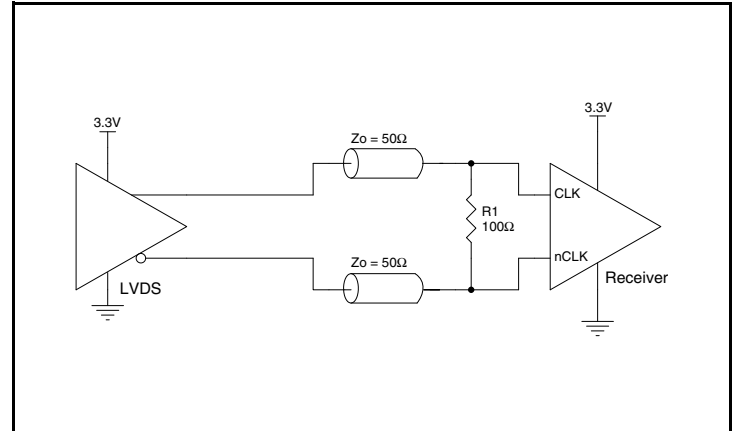 3.3V
3.3V
Zo = 50Ω
CLK
R1
100Ω
nCLK
Zo = 50Ω
Receiver
LVDS